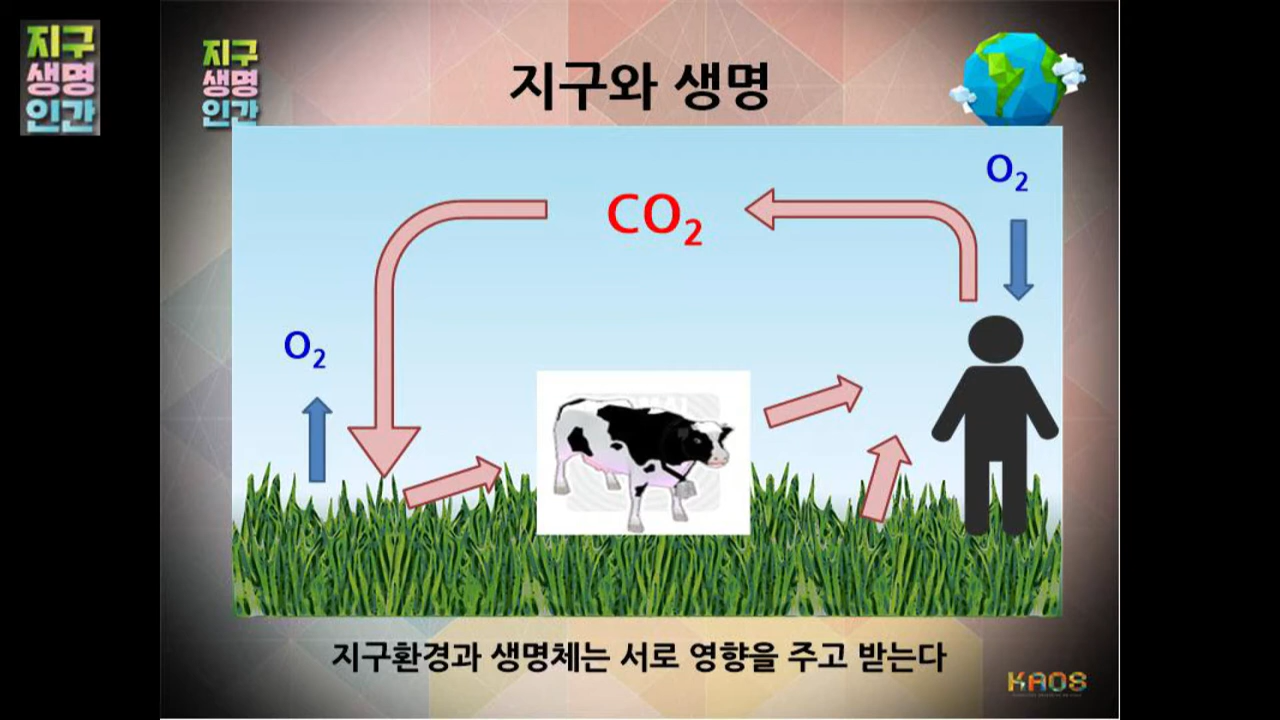 지구
생명
인간
지구
생명
인간
지구와 생명
O₂
CO₂
O₂
지구환경과 생명체는 서로 영향을 주고 받는다
KAOS